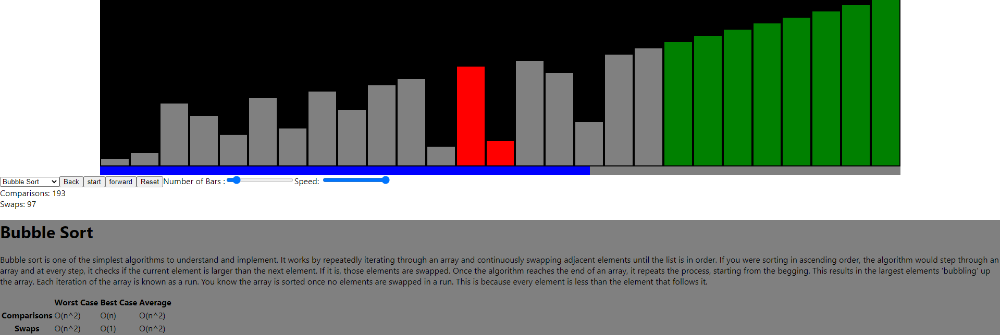 Bubble Sort Back start forward Reset Number of Bars : Speed:
Comparisons: 193
Swaps: 97
Bubble Sort
Bubble sort is one of the simplest algorithms to understand and implement. It works by repeatedly iterating through an array and continuously swapping adjacent elements until the list is in order. If you were sorting in ascending order, the algorithm would step through an
array and at every step, it checks if the current element is larger than the next element. If it is, those elements are swapped. Once the algorithm reaches the end of an array, it repeats the process, starting from the begging. This results in the largest elements 'bubbling' up
the array. Each iteration of the array is known as a run. You know the array is sorted once no elements are swapped in a run. This is because every element is less than the element that follows it.
Worst Case Best Case Average
Comparisons O(n^2) O(n) O(n^2)
Swaps O(n^2) O(1) O(n^2)